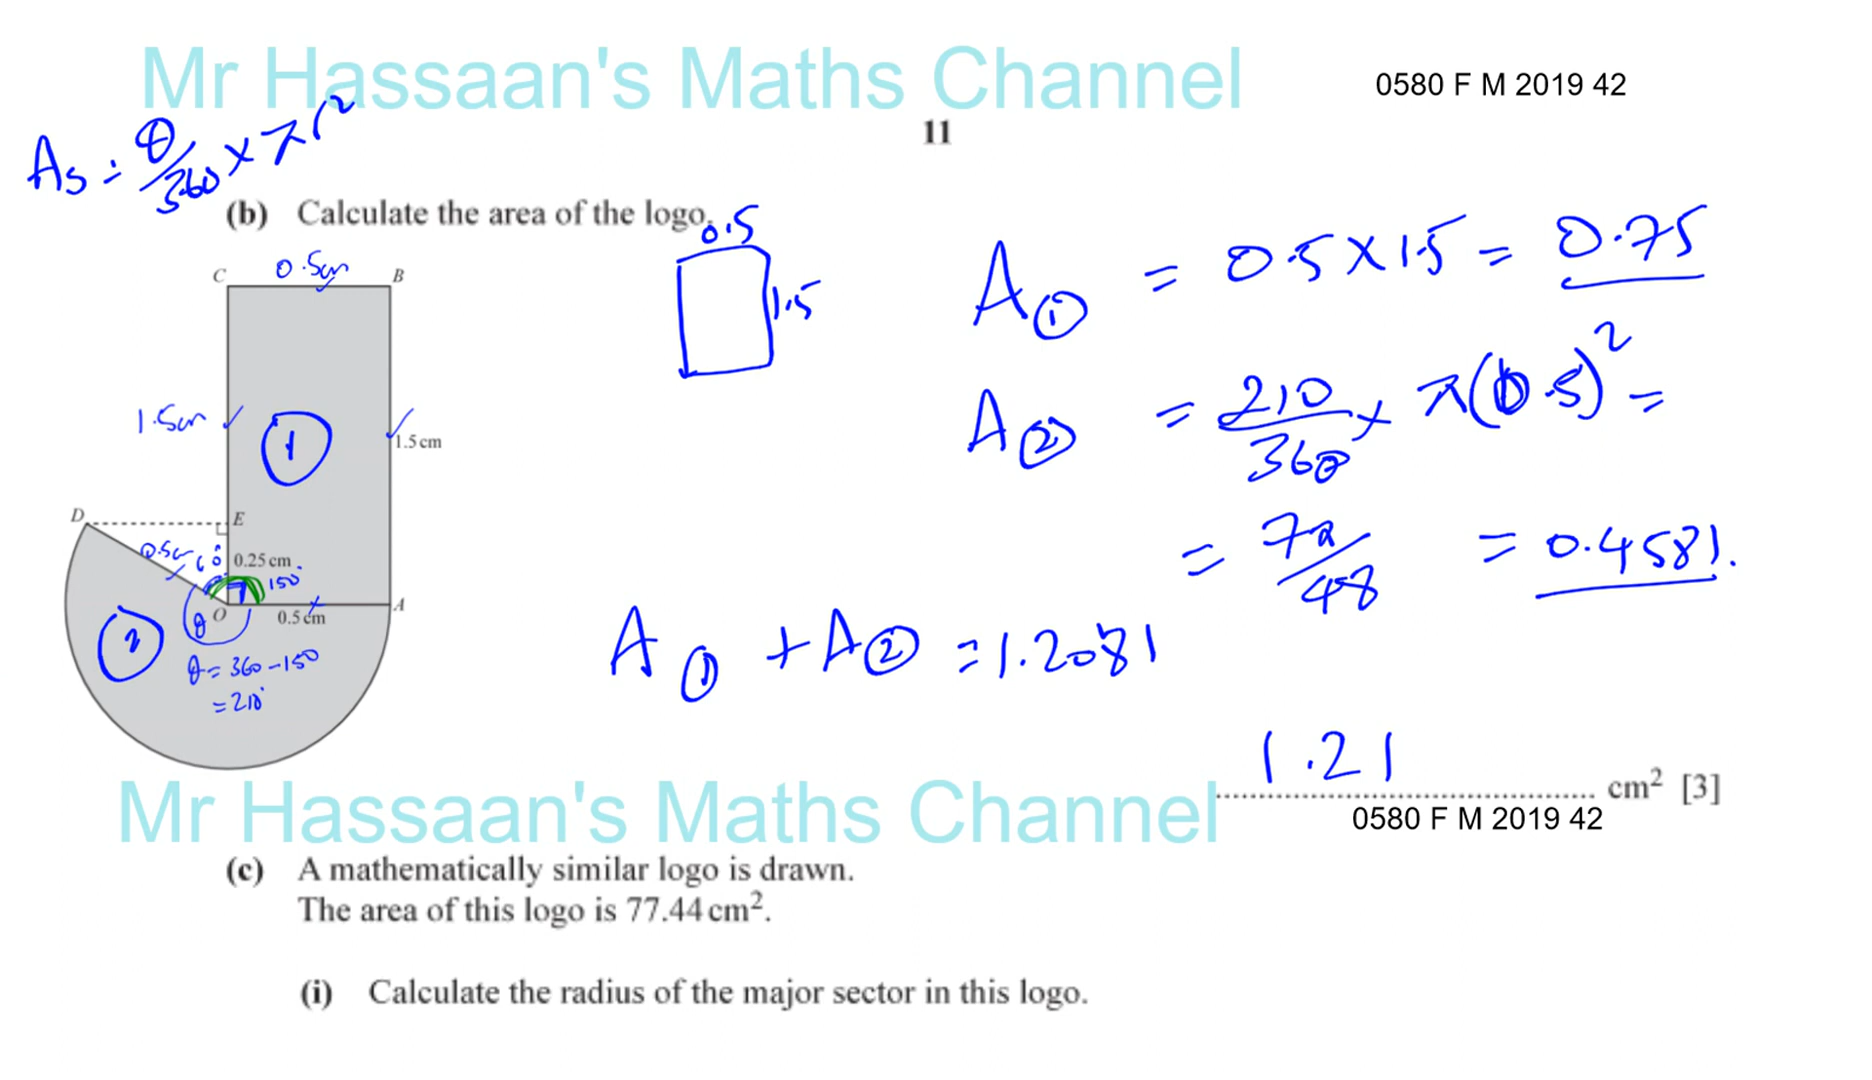 Mr Hassaan's Maths Channel
0580 F M 2019 42
11
As = θ/360 × πr²
(b) Calculate the area of the logo.
C 0.5cm B
0.5
1.5
A① = 0.5 × 1.5 = 0.75
1.5cm
1
1.5 cm
A② = 210/360 × π(0.5)² =
D
E
0.5cm 60° 0.25 cm
150°
= 7π/48 = 0.4581.
θ O 0.5 cm A
2
θ = 360 - 150
= 210°
A① + A② = 1.2081
1.21
cm² [3]
Mr Hassaan's Maths Channel
0580 F M 2019 42
(c) A mathematically similar logo is drawn.
The area of this logo is 77.44 cm².
(i) Calculate the radius of the major sector in this logo.